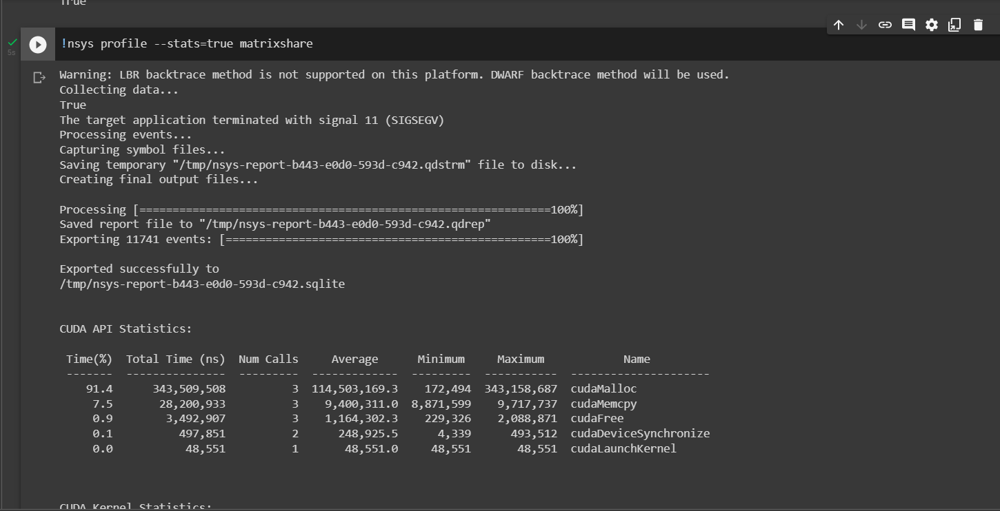 True
!nsys profile --stats=true matrixshare
5s
Warning: LBR backtrace method is not supported on this platform. DWARF backtrace method will be used.
Collecting data...
True
The target application terminated with signal 11 (SIGSEGV)
Processing events...
Capturing symbol files...
Saving temporary "/tmp/nsys-report-b443-e0d0-593d-c942.qdstrm" file to disk...
Creating final output files...
Processing [==============================================================100%]
Saved report file to "/tmp/nsys-report-b443-e0d0-593d-c942.qdrep"
Exporting 11741 events: [=================================================100%]
Exported successfully to
/tmp/nsys-report-b443-e0d0-593d-c942.sqlite
CUDA API Statistics:
Time(%) Total Time (ns) Num Calls Average Minimum Maximum Name
------- --------------- --------- ------------- --------- ----------- ---------------------
91.4 343,509,508 3 114,503,169.3 172,494 343,158,687 cudaMalloc
7.5 28,200,933 3 9,400,311.0 8,871,599 9,717,737 cudaMemcpy
0.9 3,492,907 3 1,164,302.3 229,326 2,088,871 cudaFree
0.1 497,851 2 248,925.5 4,339 493,512 cudaDeviceSynchronize
0.0 48,551 1 48,551.0 48,551 48,551 cudaLaunchKernel
CUDA Kernel Statistics: